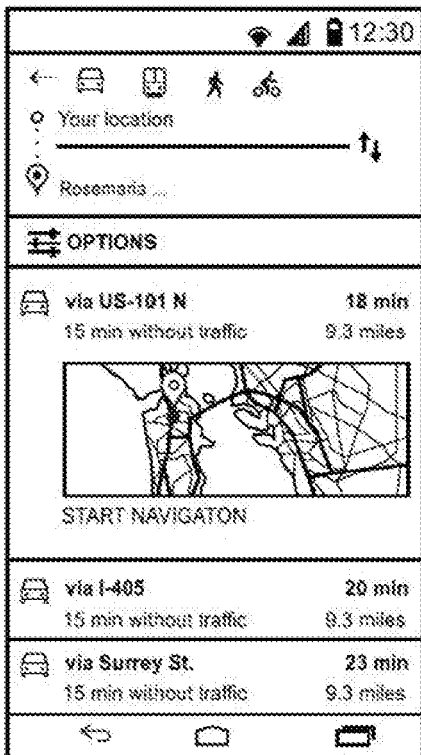 12:30
Your location
Rosemaria ...
OPTIONS
via US-101 N 18 min
15 min without traffic 9.3 miles
START NAVIGATON
via I-405 20 min
15 min without traffic 9.3 miles
via Surrey St. 23 min
15 min without traffic 9.3 miles